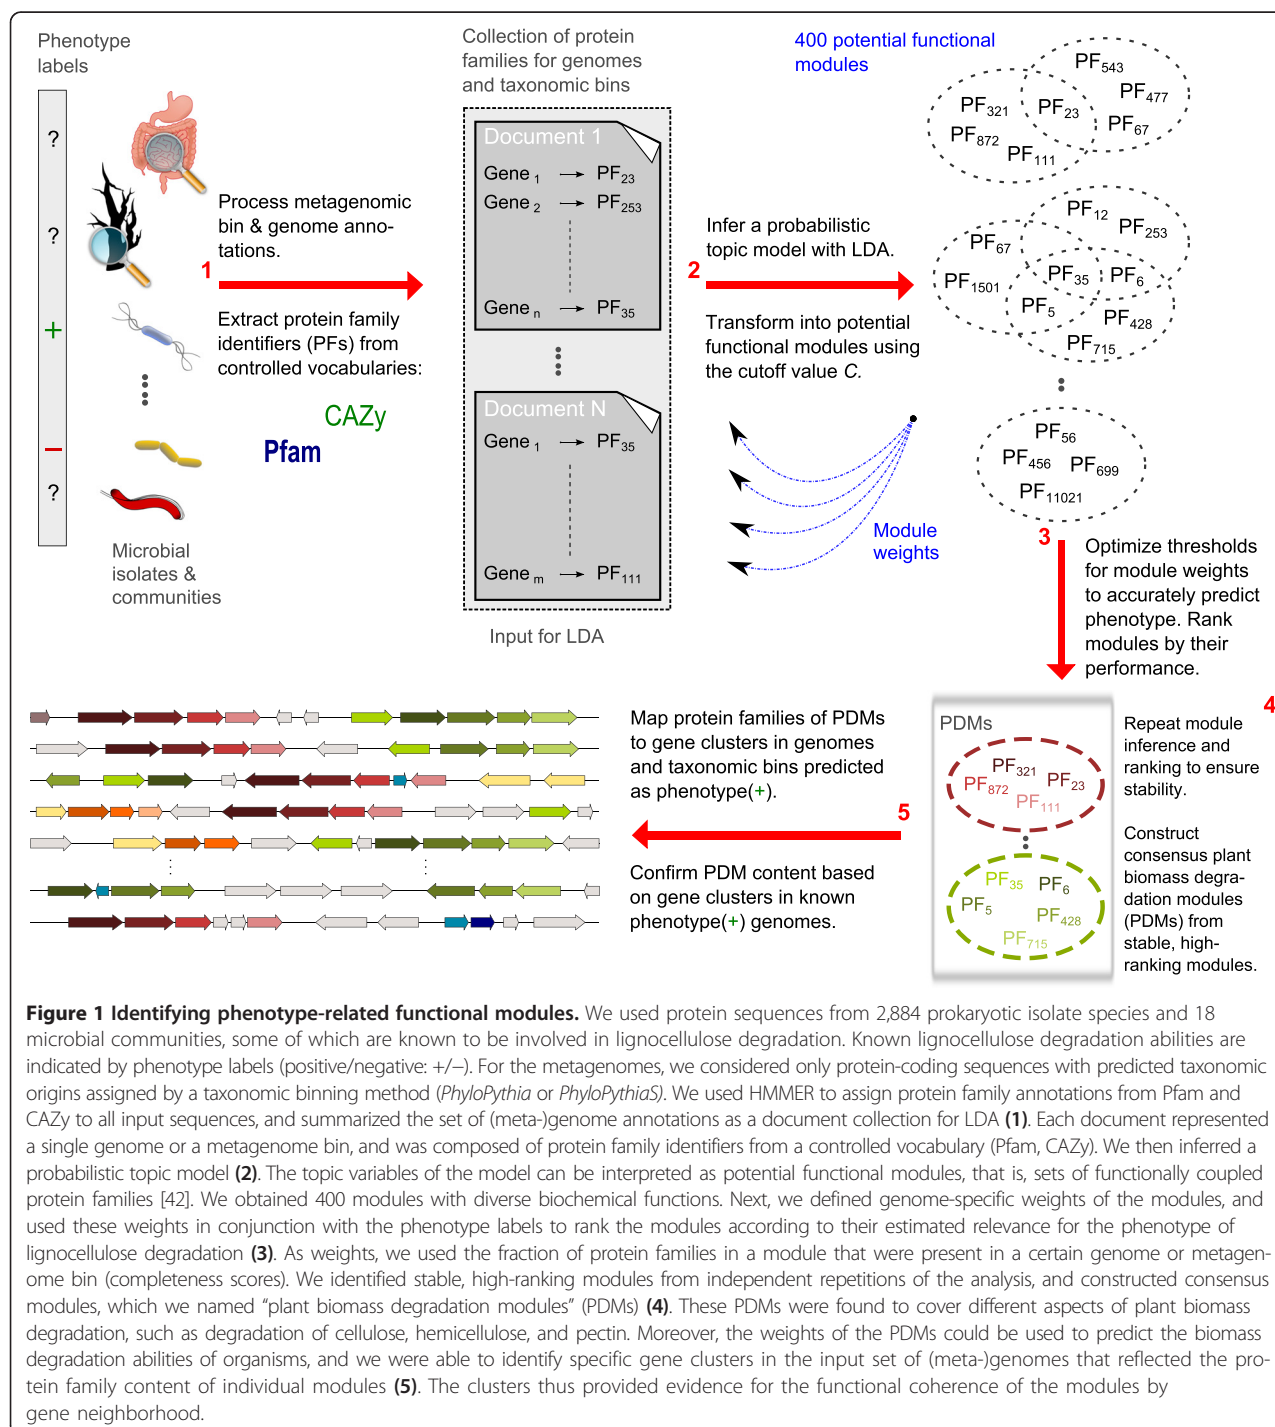 Phenotype
labels
?
?
+
−
?
Microbial
isolates &
communities
1
Process metagenomic
bin & genome anno-
tations.
Extract protein family
identifiers (PFs) from
controlled vocabularies:
CAZy
Pfam
Collection of protein
families for genomes
and taxonomic bins
Document 1
Gene 1 PF23
Gene 2 PF253
Gene n PF35
Document N
Gene 1 PF35
Gene m PF111
Input for LDA
2
Infer a probabilistic
topic model with LDA.
Transform into potential
functional modules using
the cutoff value C.
Module
weights
400 potential functional
modules
PF543
PF477
PF67
PF321
PF23
PF872
PF111
PF12
PF253
PF67
PF35
PF6
PF1501
PF5
PF428
PF715
PF56
PF456
PF699
PF11021
3
Optimize thresholds
for module weights
to accurately predict
phenotype. Rank
modules by their
performance.
4
PDMs
PF321
PF872
PF23
PF111
PF35
PF6
PF5
PF428
PF715
Repeat module
inference and
ranking to ensure
stability.
Construct
consensus plant
biomass degra-
dation modules
(PDMs) from
stable, high-
ranking modules.
5
Map protein families of PDMs
to gene clusters in genomes
and taxonomic bins predicted
as phenotype(+).
Confirm PDM content based
on gene clusters in known
phenotype(+) genomes.
Figure 1 Identifying phenotype-related functional modules. We used protein sequences from 2,884 prokaryotic isolate species and 18
microbial communities, some of which are known to be involved in lignocellulose degradation. Known lignocellulose degradation abilities are
indicated by phenotype labels (positive/negative: +/−). For the metagenomes, we considered only protein-coding sequences with predicted taxonomic
origins assigned by a taxonomic binning method (PhyloPythia or PhyloPythiaS). We used HMMER to assign protein family annotations from Pfam and
CAZy to all input sequences, and summarized the set of (meta-)genome annotations as a document collection for LDA (1). Each document represented
a single genome or a metagenome bin, and was composed of protein family identifiers from a controlled vocabulary (Pfam, CAZy). We then inferred a
probabilistic topic model (2). The topic variables of the model can be interpreted as potential functional modules, that is, sets of functionally coupled
protein families [42]. We obtained 400 modules with diverse biochemical functions. Next, we defined genome-specific weights of the modules, and
used these weights in conjunction with the phenotype labels to rank the modules according to their estimated relevance for the phenotype of
lignocellulose degradation (3). As weights, we used the fraction of protein families in a module that were present in a certain genome or metagen-
ome bin (completeness scores). We identified stable, high-ranking modules from independent repetitions of the analysis, and constructed consensus
modules, which we named “plant biomass degradation modules” (PDMs) (4). These PDMs were found to cover different aspects of plant biomass
degradation, such as degradation of cellulose, hemicellulose, and pectin. Moreover, the weights of the PDMs could be used to predict the biomass
degradation abilities of organisms, and we were able to identify specific gene clusters in the input set of (meta-)genomes that reflected the pro-
tein family content of individual modules (5). The clusters thus provided evidence for the functional coherence of the modules by
gene neighborhood.